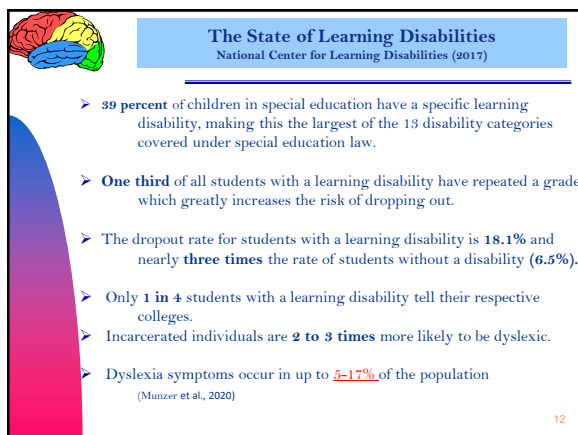 The State of Learning Disabilities
National Center for Learning Disabilities (2017)
➢ 39 percent of children in special education have a specific learning
disability, making this the largest of the 13 disability categories
covered under special education law.
➢ One third of all students with a learning disability have repeated a grade
which greatly increases the risk of dropping out.
➢ The dropout rate for students with a learning disability is 18.1% and
nearly three times the rate of students without a disability (6.5%).
➢ Only 1 in 4 students with a learning disability tell their respective
colleges.
➢ Incarcerated individuals are 2 to 3 times more likely to be dyslexic.
➢ Dyslexia symptoms occur in up to 5-17% of the population
(Munzer et al., 2020)
12